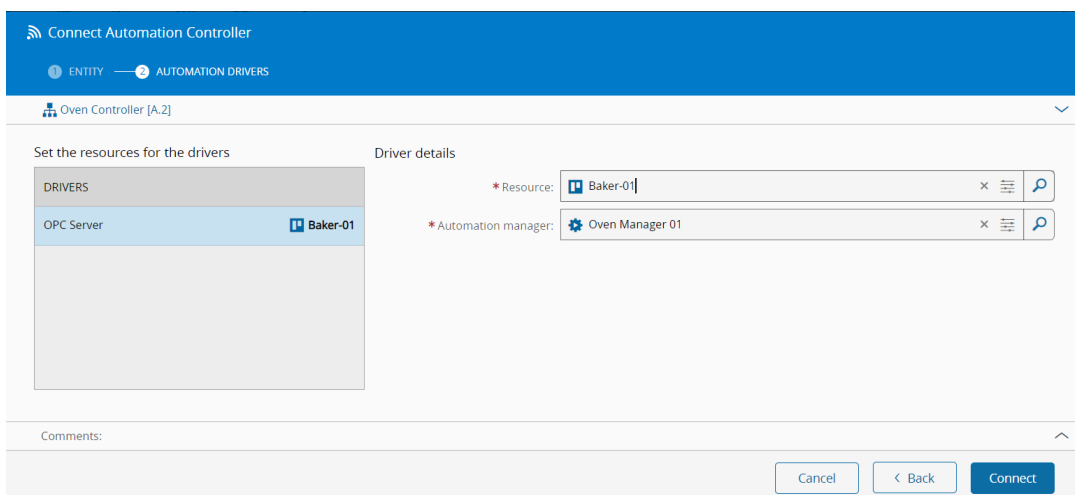 Connect Automation Controller
1 ENTITY 2 AUTOMATION DRIVERS
Oven Controller [A.2]
Set the resources for the drivers
DRIVERS
OPC Server Baker-01
Driver details
* Resource: Baker-01
* Automation manager: Oven Manager 01
Comments:
Cancel < Back Connect